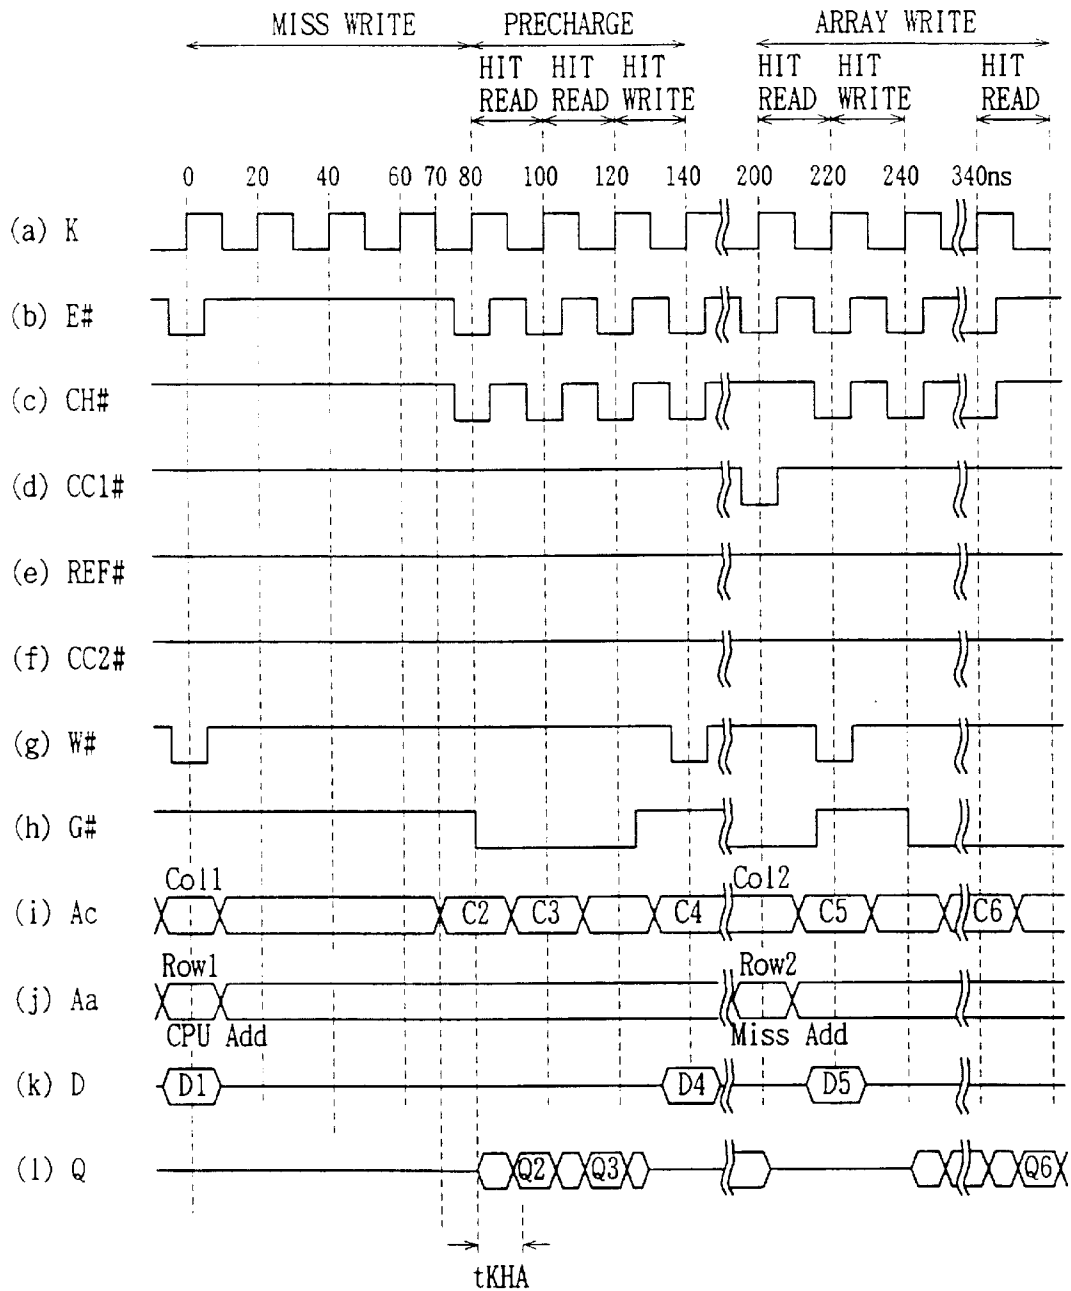 MISS WRITE PRECHARGE ARRAY WRITE
HIT HIT HIT HIT HIT HIT
READ READ WRITE READ WRITE READ
0 20 40 60 70 80 100 120 140 200 220 240 340ns
(a) K
(b) E#
(c) CH#
(d) CC1#
(e) REF#
(f) CC2#
(g) W#
(h) G#
Col1 Col2
(i) Ac C2 C3 C4 C5 C6
Row1 Row2
(j) Aa
CPU Add Miss Add
(k) D D1 D4 D5
(l) Q Q2 Q3 Q6
tKHA